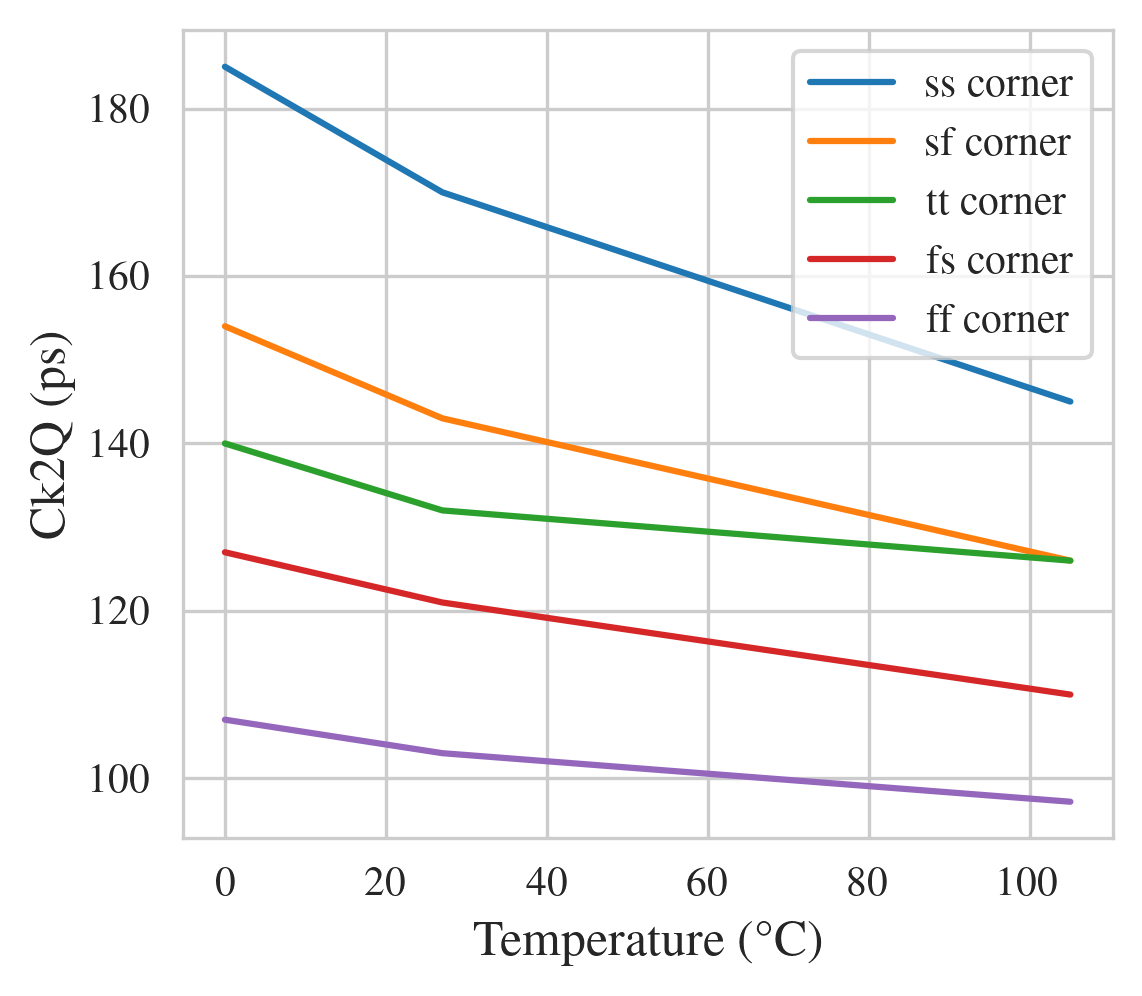 Ck2Q (ps)
180
160
140
120
100
ss corner
sf corner
tt corner
fs corner
ff corner
0 20 40 60 80 100
Temperature (°C)